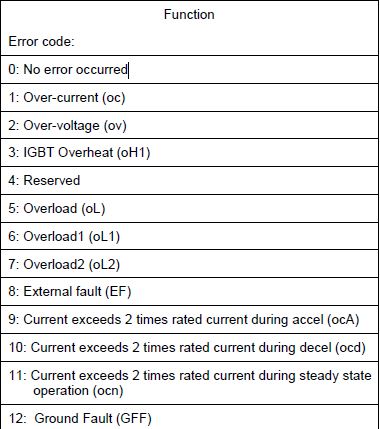 Function
Error code:
0: No error occurred
1: Over-current (oc)
2: Over-voltage (ov)
3: IGBT Overheat (oH1)
4: Reserved
5: Overload (oL)
6: Overload1 (oL1)
7: Overload2 (oL2)
8: External fault (EF)
9: Current exceeds 2 times rated current during accel (ocA)
10: Current exceeds 2 times rated current during decel (ocd)
11: Current exceeds 2 times rated current during steady state
operation (ocn)
12: Ground Fault (GFF)